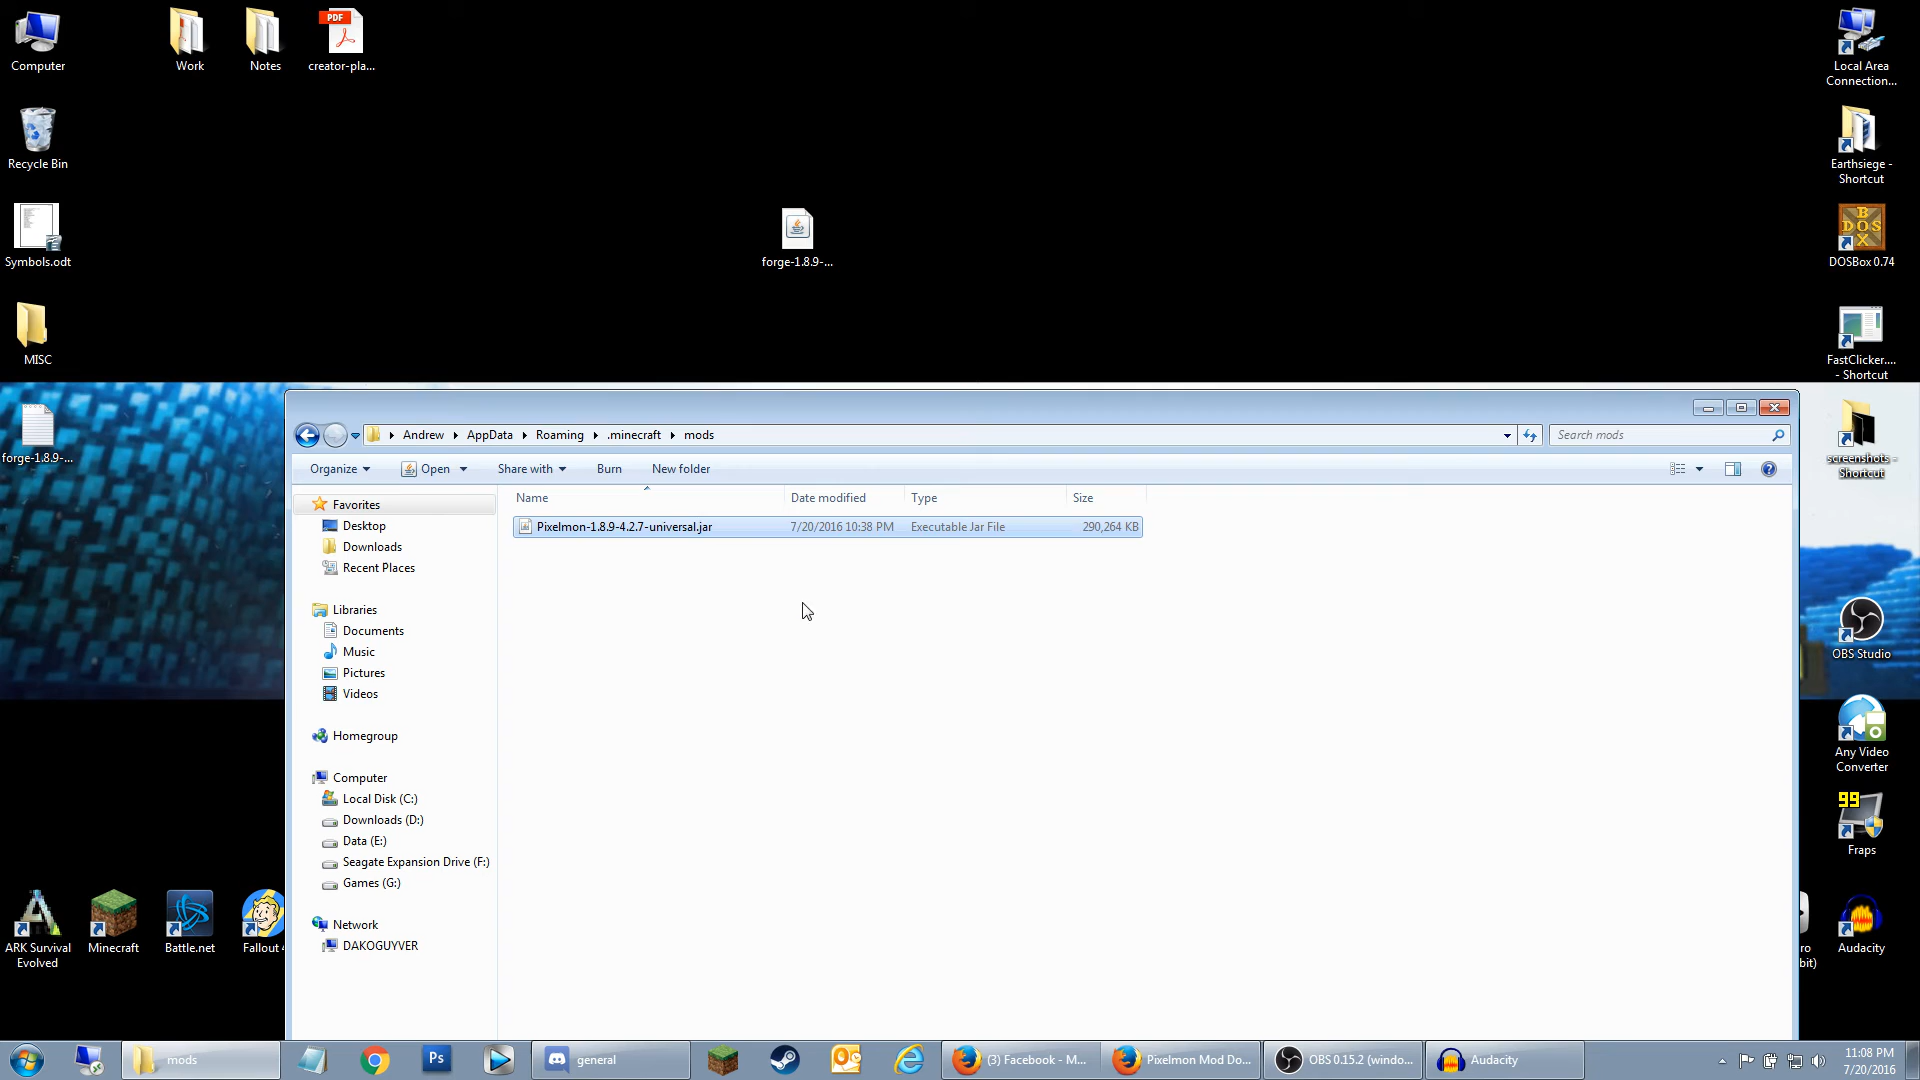 Computer
Work
Notes
PDF
creator-pla...
Local Area
Connection...
Recycle Bin
Earthsiege -
Shortcut
Symbols.odt
forge-1.8.9-...
DOSBox 0.74
MISC
FastClicker....
- Shortcut
forge-1.8.9-...
Andrew
AppData
Roaming
.minecraft
mods
Search mods
screenshots -
Shortcut
Organize
Open
Share with
Burn
New folder
Name
Date modified
Type
Size
Favorites
Pixelmon-1.8.9-4.2.7-universal.jar
7/20/2016 10:38 PM
Executable Jar File
290,264 KB
Desktop
Downloads
Recent Places
Libraries
Documents
Music
Pictures
Videos
OBS Studio
Homegroup
Any Video
Converter
Computer
Local Disk (C:)
Downloads (D:)
Data (E:)
Seagate Expansion Drive (F:)
Games (G:)
99
Fraps
Network
DAKOGUYVER
ARK Survival
Evolved
Minecraft
Battle.net
Fallout 4
ro
bit)
Audacity
mods
Ps
general
(3) Facebook - M...
Pixelmon Mod Do...
OBS 0.15.2 (windo...
Audacity
11:08 PM
7/20/2016